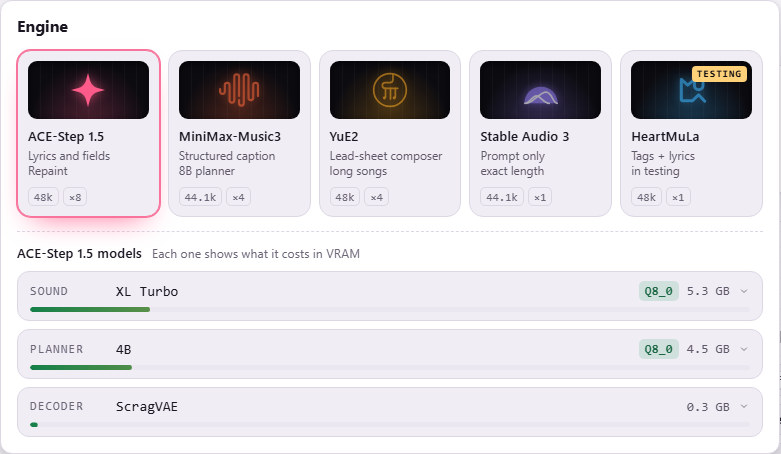 Engine
TESTING
ACE-Step 1.5
Lyrics and fields
Repaint
48k ×8
MiniMax-Music3
Structured caption
8B planner
44.1k ×4
YuE2
Lead-sheet composer
long songs
48k ×4
Stable Audio 3
Prompt only
exact length
44.1k ×1
HeartMuLa
Tags + lyrics
in testing
48k ×1
ACE-Step 1.5 models Each one shows what it costs in VRAM
SOUND XL Turbo Q8_0 5.3 GB
PLANNER 4B Q8_0 4.5 GB
DECODER ScragVAE 0.3 GB